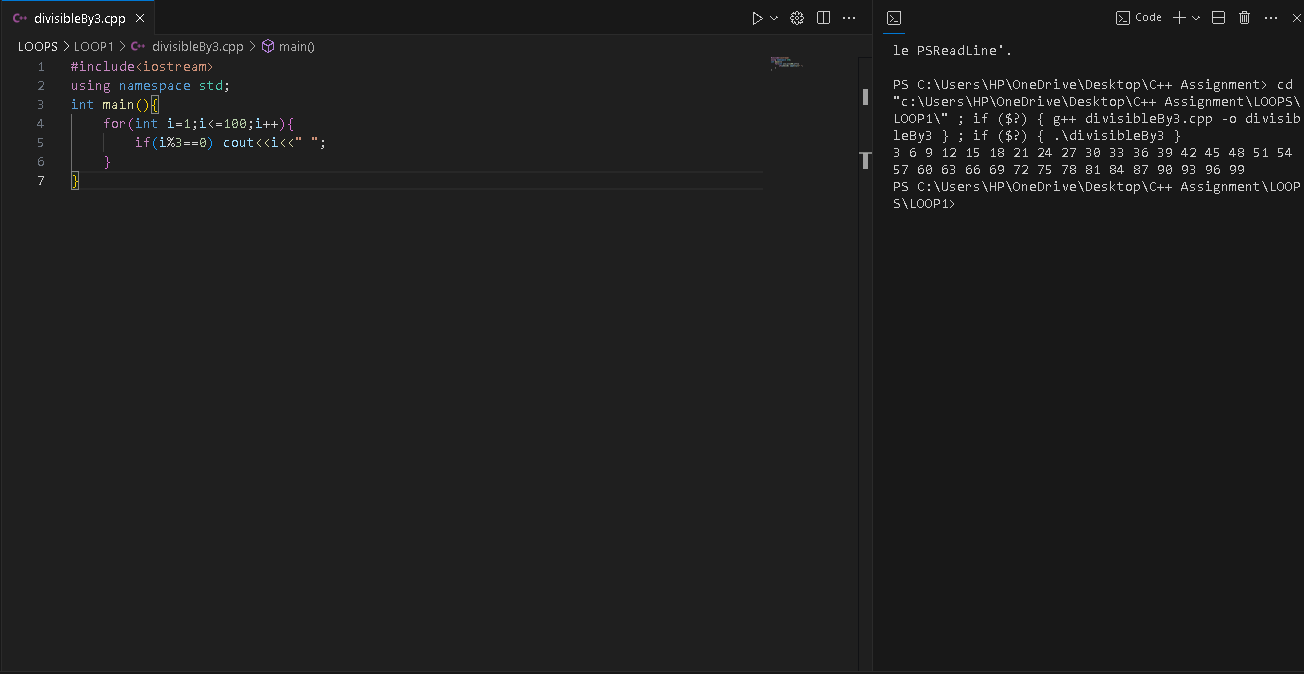 C++ divisibleBy3.cpp
LOOPS > LOOP1 > C++ divisibleBy3.cpp > main()
1 #include<iostream>
2 using namespace std;
3 int main(){
4 for(int i=1;i<=100;i++){
5 if(i%3==0) cout<<i<<" ";
6 }
7 }
Code
le PSReadLine'.
PS C:\Users\HP\OneDrive\Desktop\C++ Assignment> cd
"c:\Users\HP\OneDrive\Desktop\C++ Assignment\LOOPS\
LOOP1\" ; if ($?) { g++ divisibleBy3.cpp -o divisib
leBy3 } ; if ($?) { .\divisibleBy3 }
3 6 9 12 15 18 21 24 27 30 33 36 39 42 45 48 51 54
57 60 63 66 69 72 75 78 81 84 87 90 93 96 99
PS C:\Users\HP\OneDrive\Desktop\C++ Assignment\LOOP
S\LOOP1>